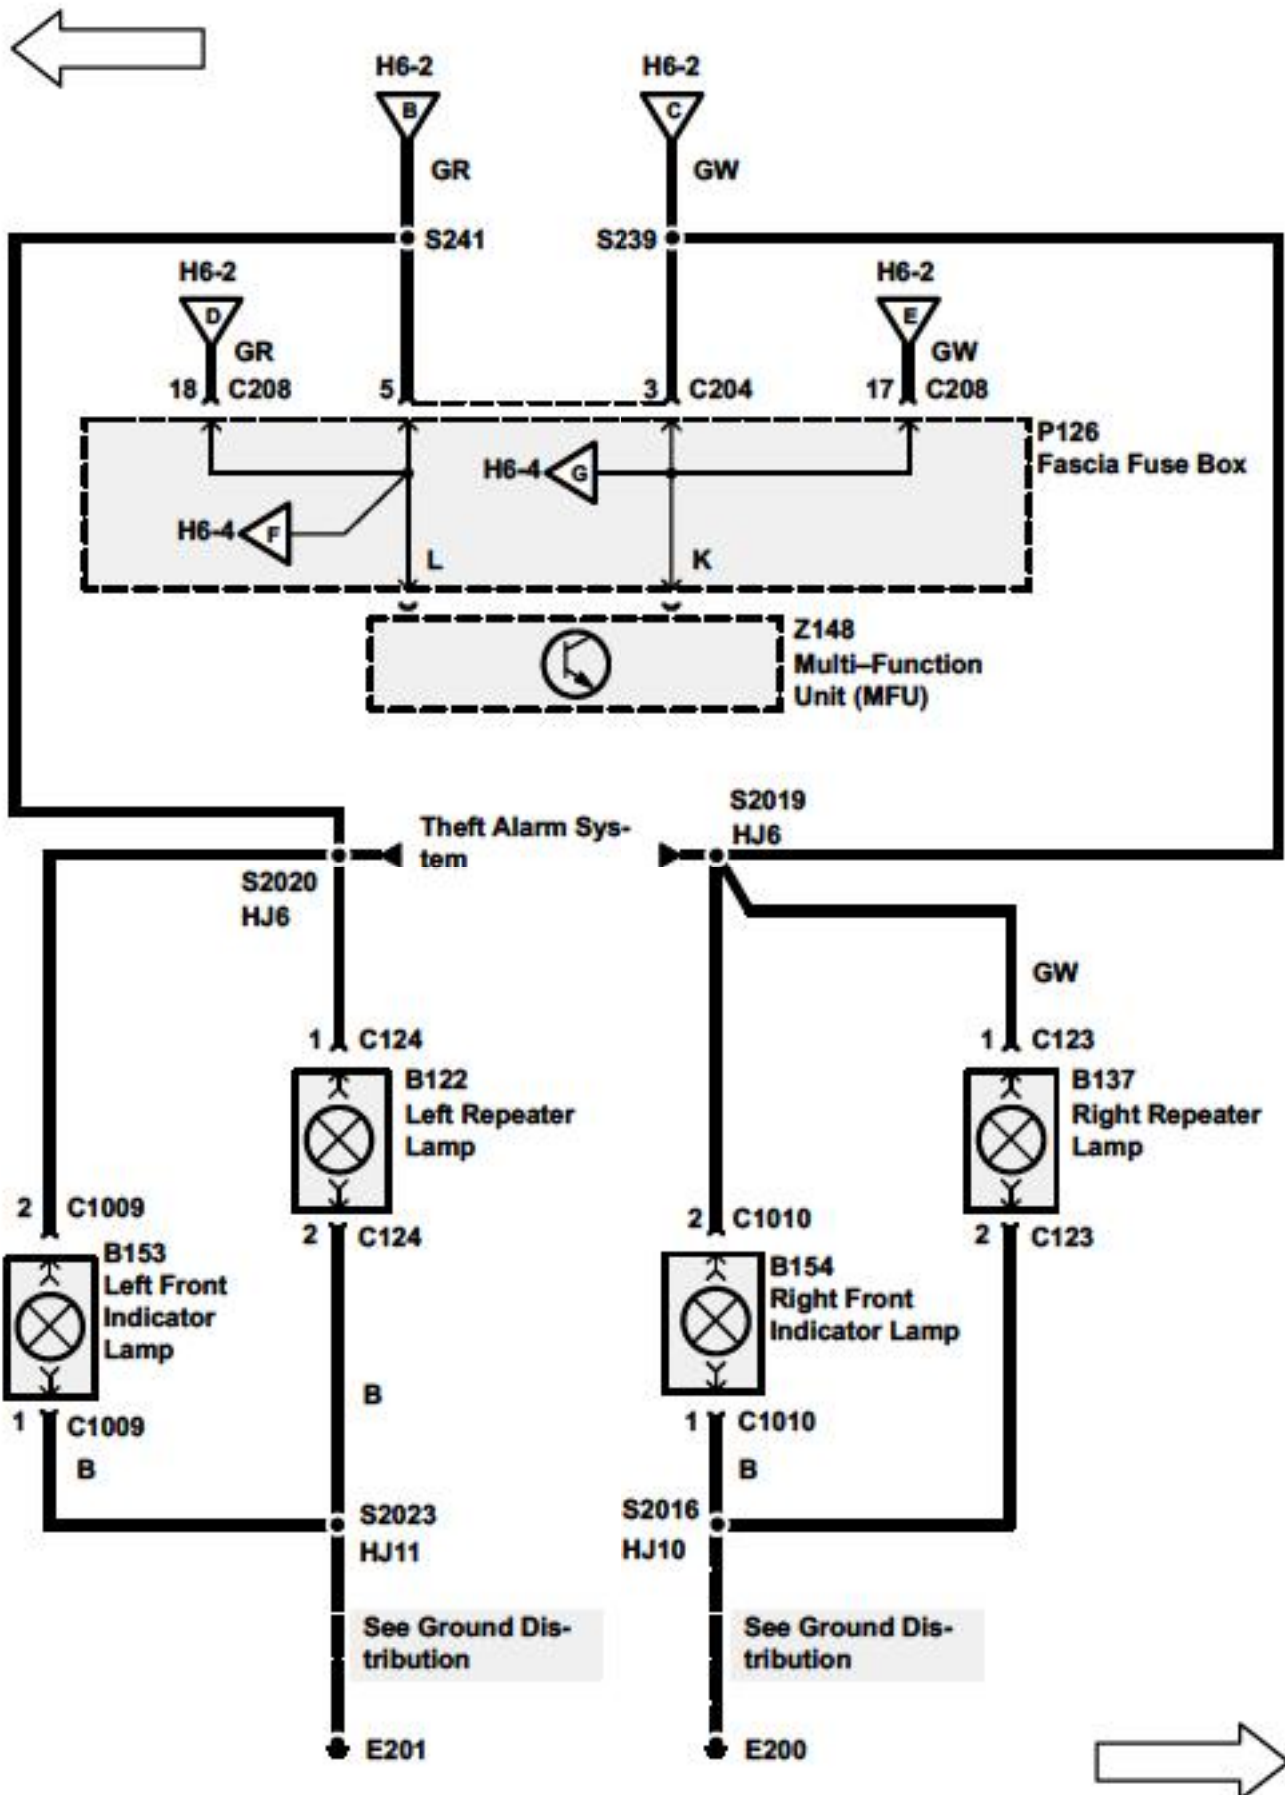 H6-2
H6-2
B
C
GR
GW
S241
S239
H6-2
H6-2
D
E
GR
GW
18 C208
5
3 C204
17 C208
P126
Fascia Fuse Box
H6-4 G
H6-4 F
L
K
Z148
Multi–Function
Unit (MFU)
S2019
HJ6
Theft Alarm Sys-
tem
S2020
HJ6
GW
1 C124
1 C123
B122
Left Repeater
Lamp
B137
Right Repeater
Lamp
2 C1009
2 C124
2 C1010
2 C123
B153
Left Front
Indicator
Lamp
B154
Right Front
Indicator Lamp
B
1 C1009
1 C1010
B
B
S2023
HJ11
S2016
HJ10
See Ground Dis-
tribution
See Ground Dis-
tribution
E201
E200